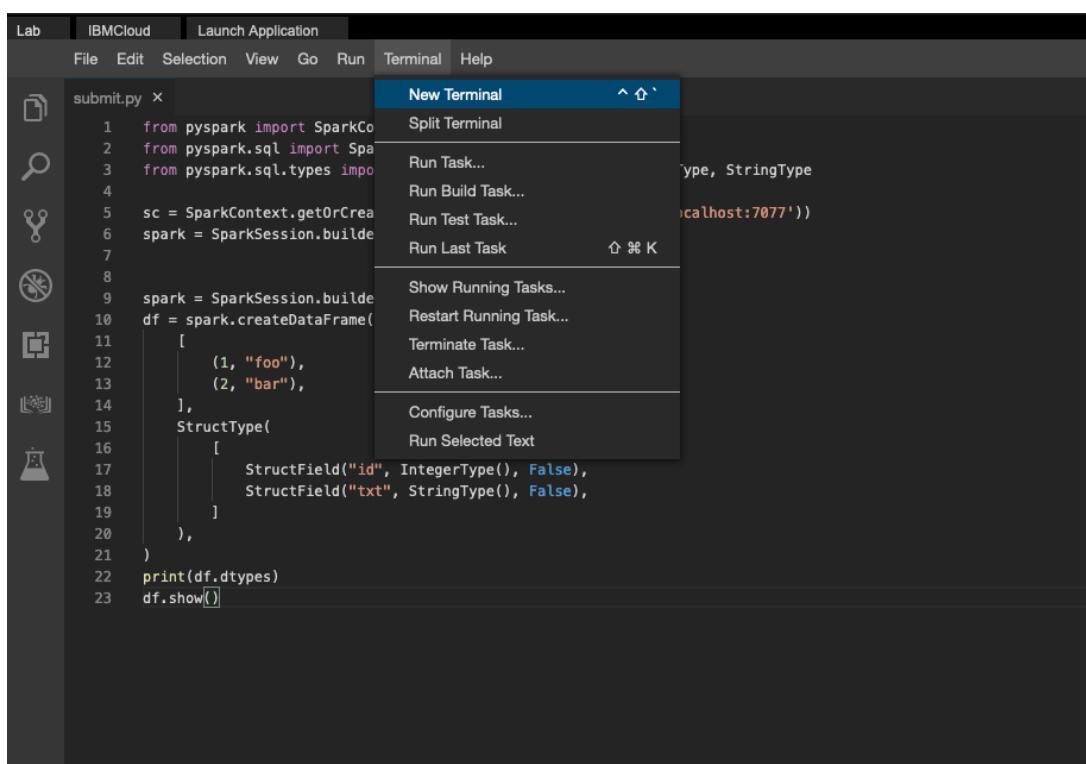 Lab IBMCloud Launch Application
File Edit Selection View Go Run Terminal Help
submit.py ×
New Terminal ^ ⇧ `
Split Terminal
Run Task...
Run Build Task...
Run Test Task...
Run Last Task ⇧ ⌘ K
Show Running Tasks...
Restart Running Task...
Terminate Task...
Attach Task...
Configure Tasks...
Run Selected Text
1 from pyspark import SparkCo
2 from pyspark.sql import Spa
3 from pyspark.sql.types impo ype, StringType
4
5 sc = SparkContext.getOrCrea calhost:7077'))
6 spark = SparkSession.builde
7
8
9 spark = SparkSession.builde
10 df = spark.createDataFrame(
11 [
12 (1, "foo"),
13 (2, "bar"),
14 ],
15 StructType(
16 [
17 StructField("id", IntegerType(), False),
18 StructField("txt", StringType(), False),
19 ]
20 ),
21 )
22 print(df.dtypes)
23 df.show()